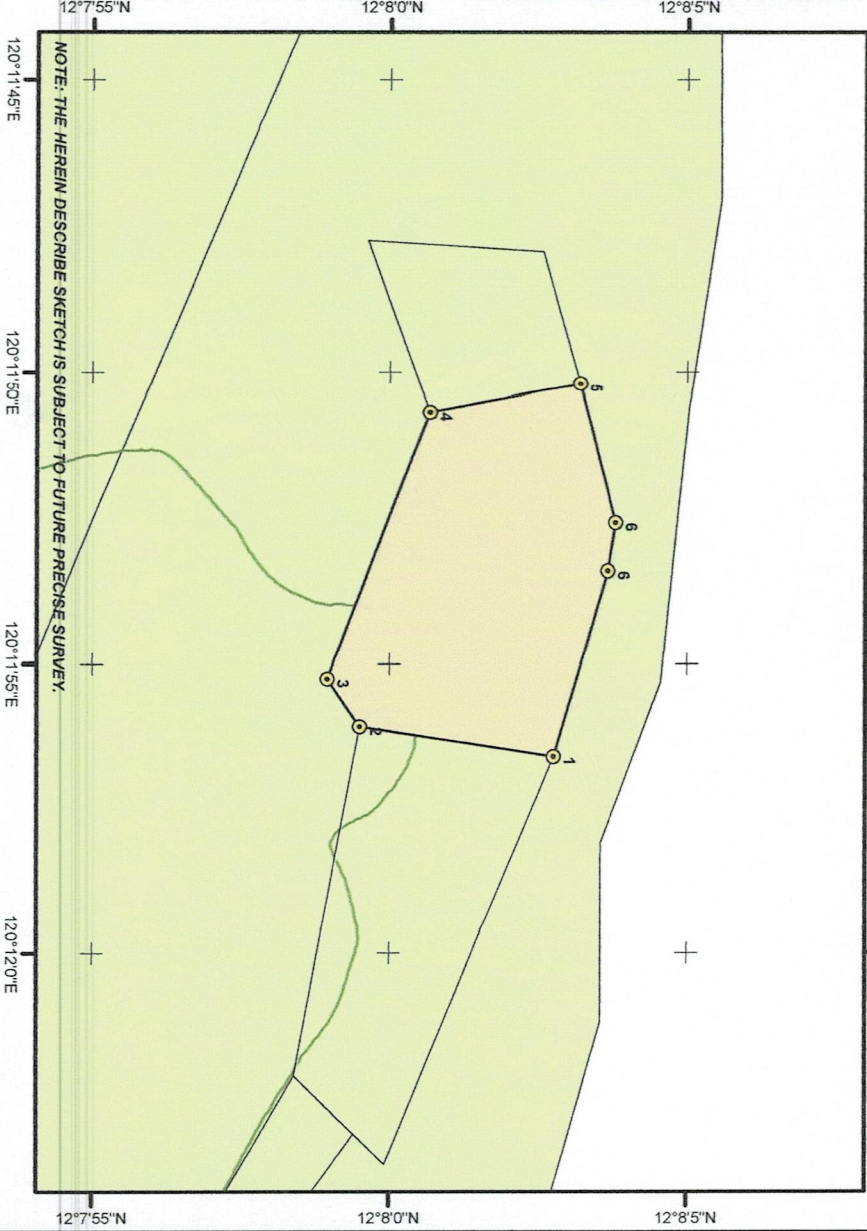 12°7'55"N
12°8'0"N
12°8'5"N
120°11'45"E
120°11'50"E
120°11'55"E
120°12'0"E
NOTE: THE HEREIN DESCRIBE SKETCH IS SUBJECT TO FUTURE PRECISE SURVEY.
5
4
6
6
3
2
1
12°7'55"N
12°8'0"N
12°8'5"N